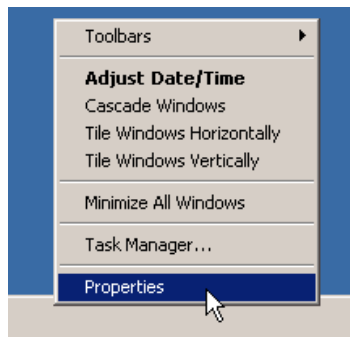 Toolbars
Adjust Date/Time
Cascade Windows
Tile Windows Horizontally
Tile Windows Vertically
Minimize All Windows
Task Manager...
Properties